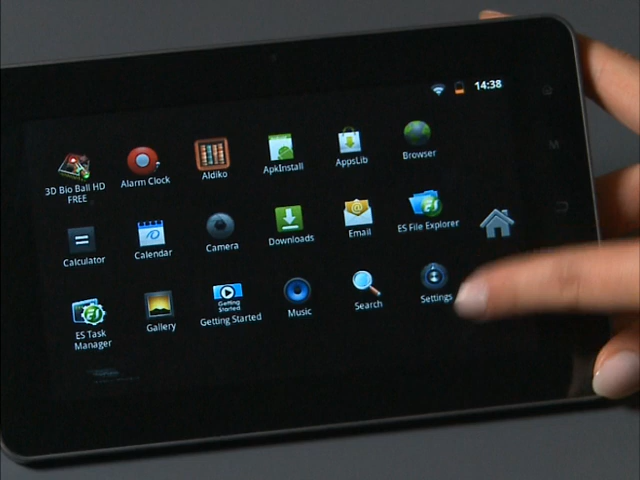 14:38
3D Bio Ball HD
FREE
Alarm Clock
Aldiko
ApkInstall
AppsLib
Browser
Calculator
Calendar
Camera
Downloads
Email
ES File Explorer
ES Task
Manager
Gallery
Getting
Started
Getting Started
Music
Search
Settings